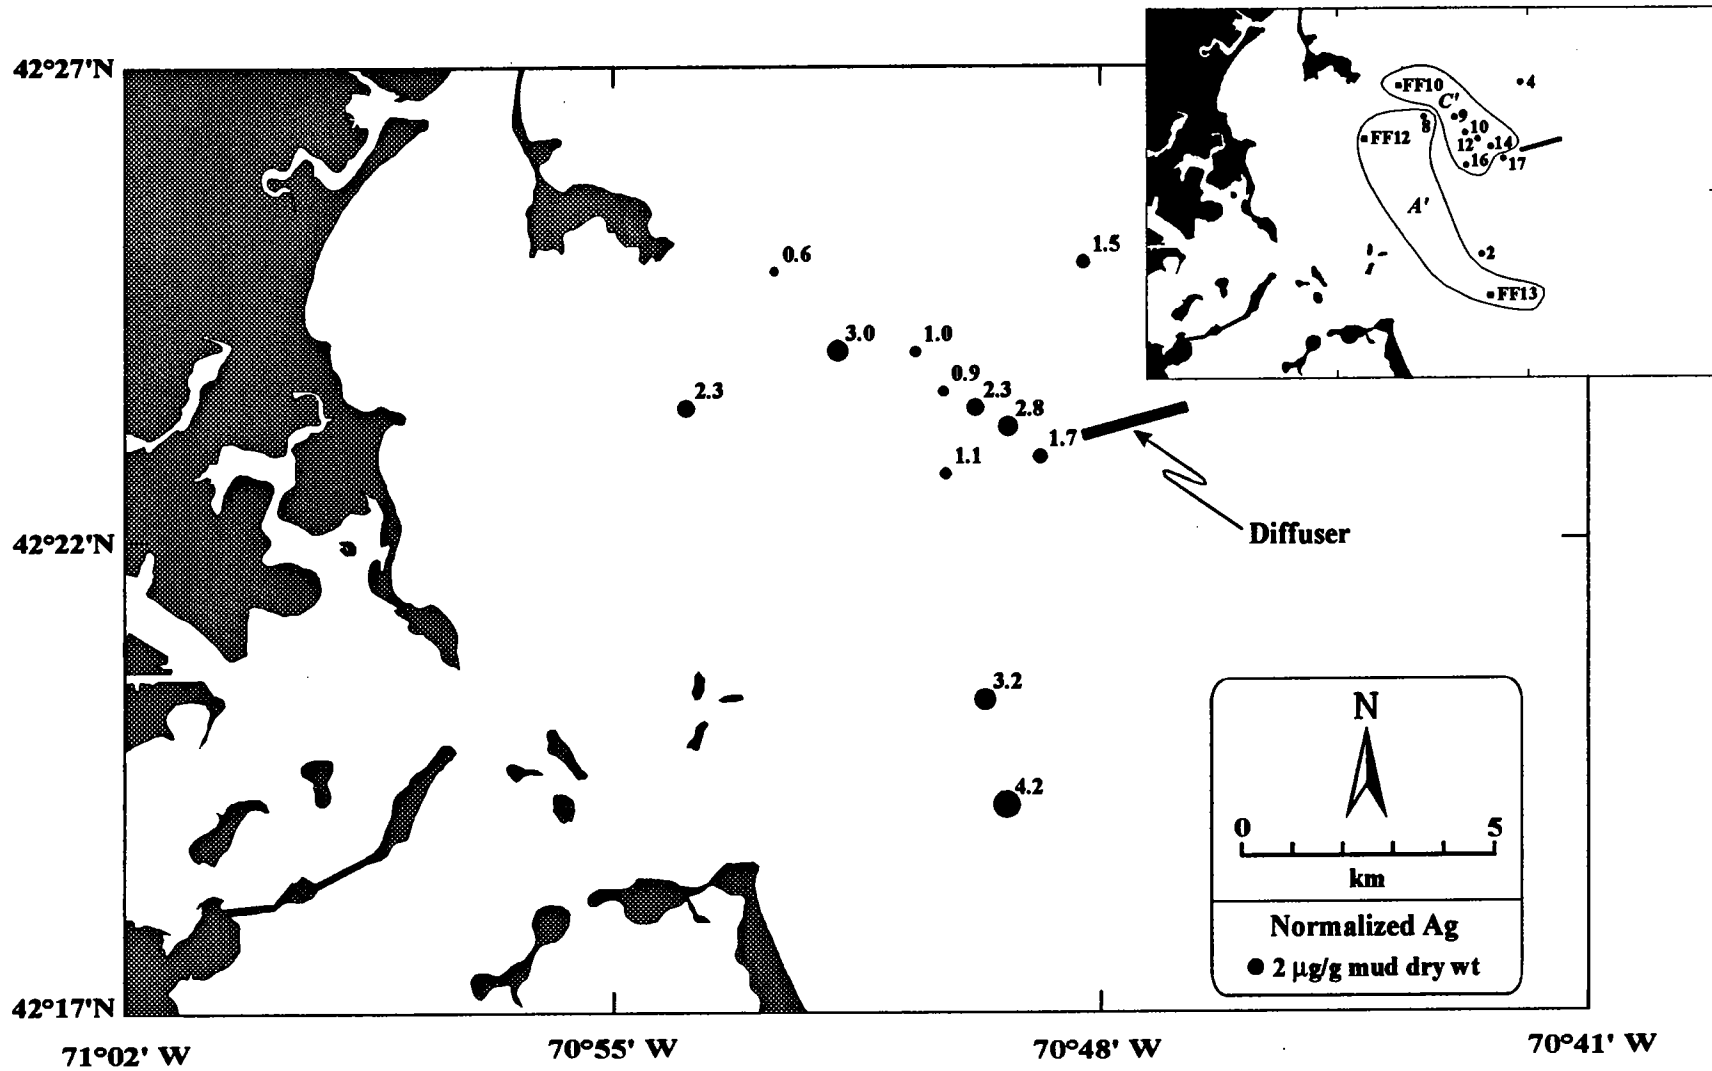 42°27'N
FF10
4
C'
9
8
10
FF12
12
14
16
17
A'
2
FF13
0.6
1.5
3.0
1.0
0.9
2.3
2.3
2.8
1.7
1.1
Diffuser
42°22'N
3.2
4.2
N
0 5
km
Normalized Ag
2 µg/g mud dry wt
42°17'N
71°02' W
70°55' W
70°48' W
70°41' W